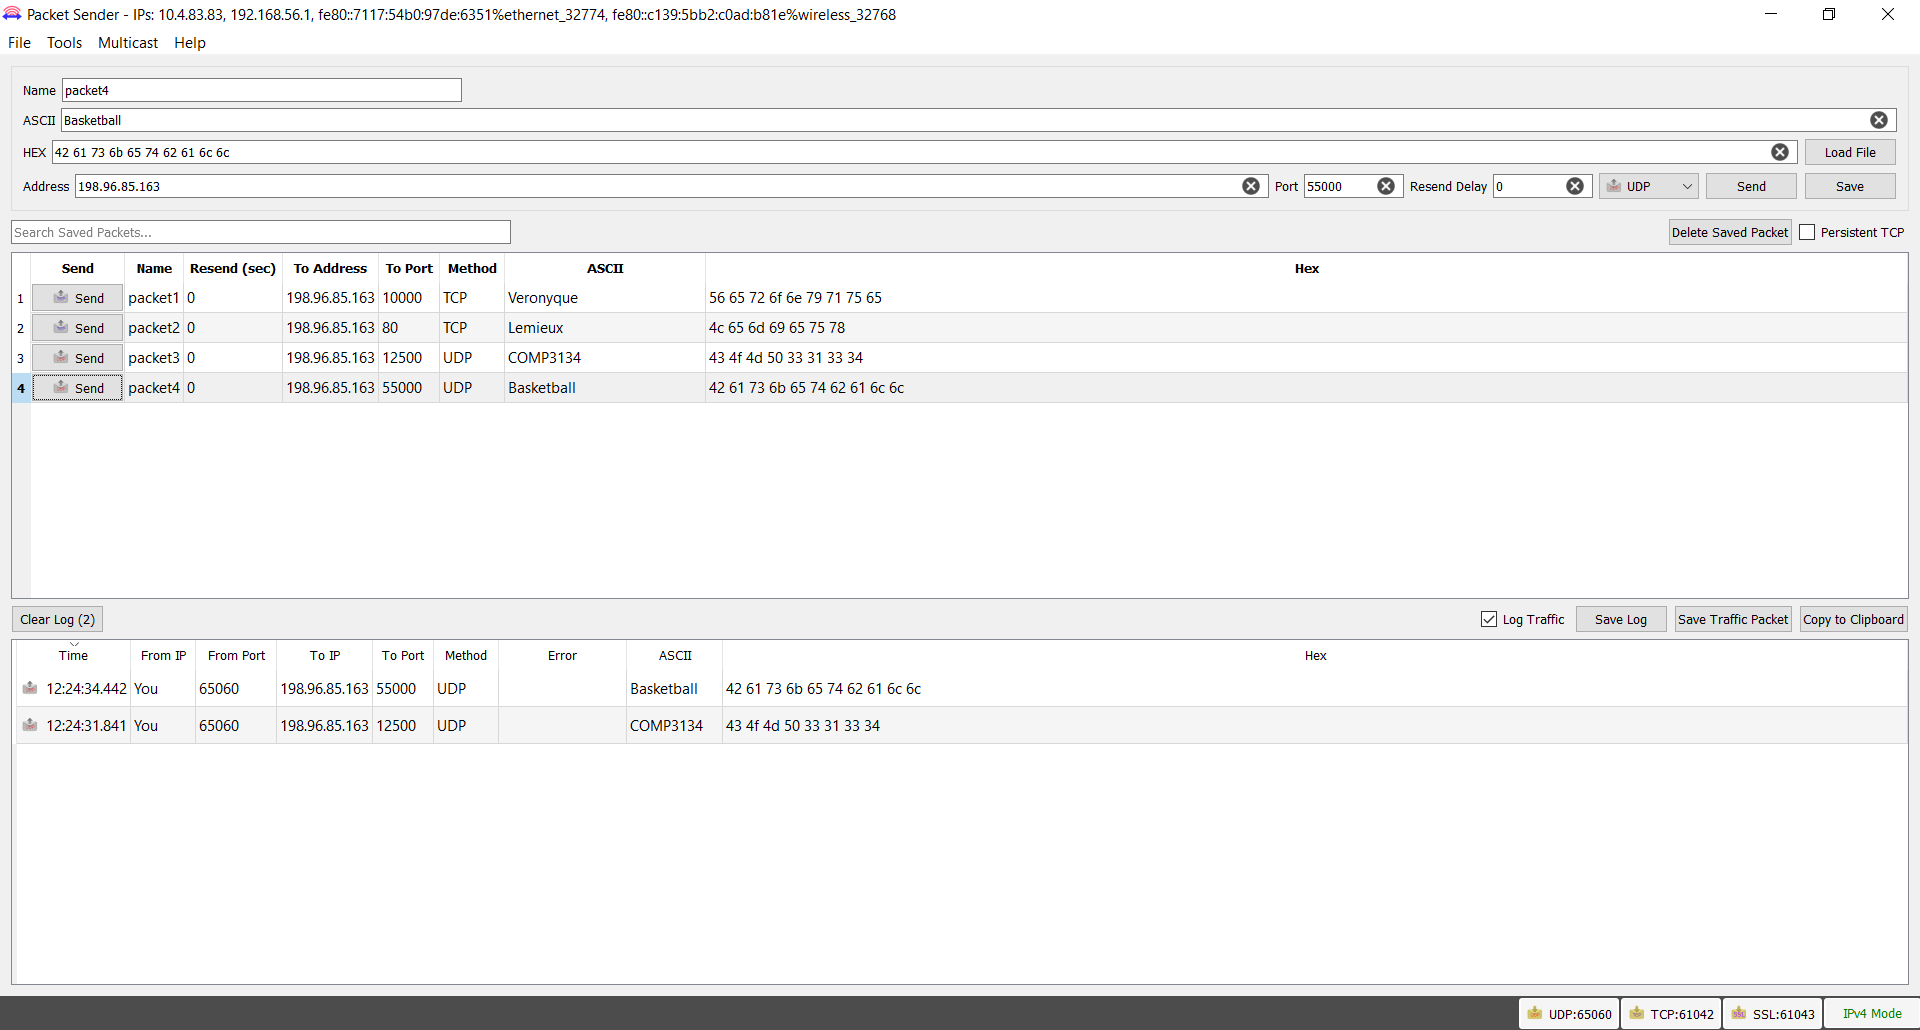 Packet Sender - IPs: 10.4.83.83, 192.168.56.1, fe80::7117:54b0:97de:6351%ethernet_32774, fe80::c139:5bb2:c0ad:b81e%wireless_32768
File Tools Multicast Help
Name packet4
ASCII Basketball
HEX 42 61 73 6b 65 74 62 61 6c 6c Load File
Address 198.96.85.163 Port 55000 Resend Delay 0 UDP Send Save
Search Saved Packets... Delete Saved Packet Persistent TCP
Send Name Resend (sec) To Address To Port Method ASCII Hex
1 Send packet1 0 198.96.85.163 10000 TCP Veronyque 56 65 72 6f 6e 79 71 75 65
2 Send packet2 0 198.96.85.163 80 TCP Lemieux 4c 65 6d 69 65 75 78
3 Send packet3 0 198.96.85.163 12500 UDP COMP3134 43 4f 4d 50 33 31 33 34
4 Send packet4 0 198.96.85.163 55000 UDP Basketball 42 61 73 6b 65 74 62 61 6c 6c
Clear Log (2) Log Traffic Save Log Save Traffic Packet Copy to Clipboard
Time From IP From Port To IP To Port Method Error ASCII Hex
12:24:34.442 You 65060 198.96.85.163 55000 UDP Basketball 42 61 73 6b 65 74 62 61 6c 6c
12:24:31.841 You 65060 198.96.85.163 12500 UDP COMP3134 43 4f 4d 50 33 31 33 34
UDP:65060 TCP:61042 SSL:61043 IPv4 Mode